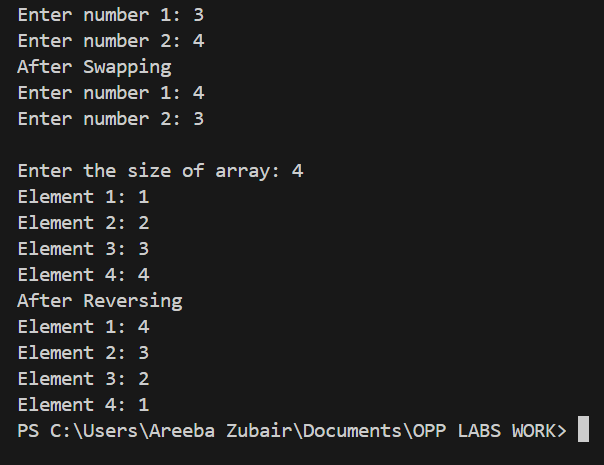 Enter number 1: 3
Enter number 2: 4
After Swapping
Enter number 1: 4
Enter number 2: 3
Enter the size of array: 4
Element 1: 1
Element 2: 2
Element 3: 3
Element 4: 4
After Reversing
Element 1: 4
Element 2: 3
Element 3: 2
Element 4: 1
PS C:\Users\Areeba Zubair\Documents\OPP LABS WORK>